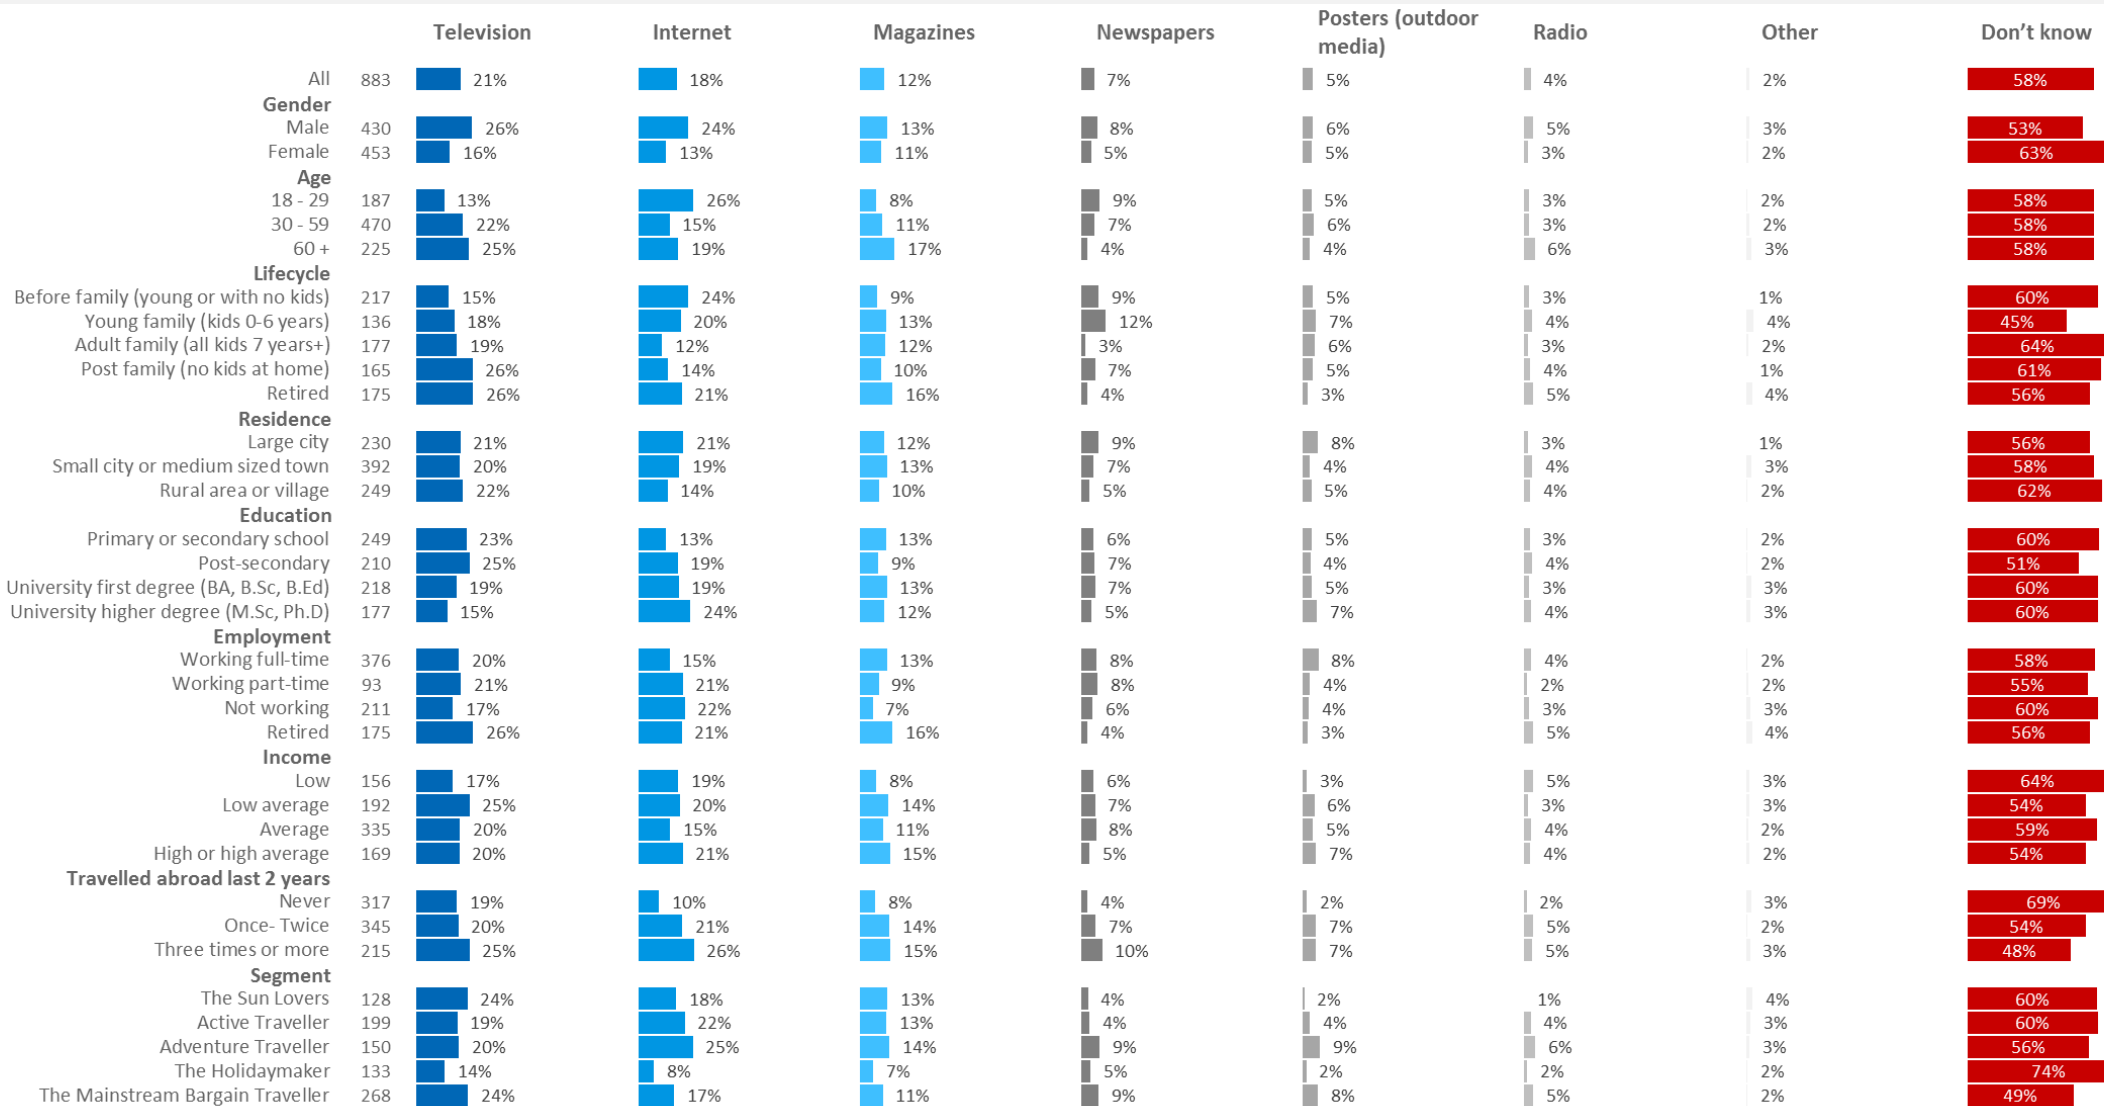 Television Internet Magazines Newspapers Posters (outdoor media) Radio Other Don’t know
All 883 21% 18% 12% 7% 5% 4% 2% 58%
Gender
Male 430 26% 24% 13% 8% 6% 5% 3% 53%
Female 453 16% 13% 11% 5% 5% 3% 2% 63%
Age
18 - 29 187 13% 26% 8% 9% 5% 3% 2% 58%
30 - 59 470 22% 15% 11% 7% 6% 3% 2% 58%
60 + 225 25% 19% 17% 4% 4% 6% 3% 58%
Lifecycle
Before family (young or with no kids) 217 15% 24% 9% 9% 5% 3% 1% 60%
Young family (kids 0-6 years) 136 18% 20% 13% 12% 7% 4% 4% 45%
Adult family (all kids 7 years+) 177 19% 12% 12% 3% 6% 3% 2% 64%
Post family (no kids at home) 165 26% 14% 10% 7% 5% 4% 1% 61%
Retired 175 26% 21% 16% 4% 3% 5% 4% 56%
Residence
Large city 230 21% 21% 12% 9% 8% 3% 1% 56%
Small city or medium sized town 392 20% 19% 13% 7% 4% 4% 3% 58%
Rural area or village 249 22% 14% 10% 5% 5% 4% 2% 62%
Education
Primary or secondary school 249 23% 13% 13% 6% 5% 3% 2% 60%
Post-secondary 210 25% 19% 9% 7% 4% 4% 2% 51%
University first degree (BA, B.Sc, B.Ed) 218 19% 19% 13% 7% 5% 3% 3% 60%
University higher degree (M.Sc, Ph.D) 177 15% 24% 12% 5% 7% 4% 3% 60%
Employment
Working full-time 376 20% 15% 13% 8% 8% 4% 2% 58%
Working part-time 93 21% 21% 9% 8% 4% 2% 2% 55%
Not working 211 17% 22% 7% 6% 4% 3% 3% 60%
Retired 175 26% 21% 16% 4% 3% 5% 4% 56%
Income
Low 156 17% 19% 8% 6% 3% 5% 3% 64%
Low average 192 25% 20% 14% 7% 6% 3% 3% 54%
Average 335 20% 15% 11% 8% 5% 4% 2% 59%
High or high average 169 20% 21% 15% 5% 7% 4% 2% 54%
Travelled abroad last 2 years
Never 317 19% 10% 8% 4% 2% 2% 3% 69%
Once- Twice 345 20% 21% 14% 7% 7% 5% 2% 54%
Three times or more 215 25% 26% 15% 10% 7% 5% 3% 48%
Segment
The Sun Lovers 128 24% 18% 13% 4% 2% 1% 4% 60%
Active Traveller 199 19% 22% 13% 4% 4% 4% 3% 60%
Adventure Traveller 150 20% 25% 14% 9% 9% 6% 3% 56%
The Holidaymaker 133 14% 8% 7% 5% 2% 2% 2% 74%
The Mainstream Bargain Traveller 268 24% 17% 11% 9% 8% 5% 2% 49%